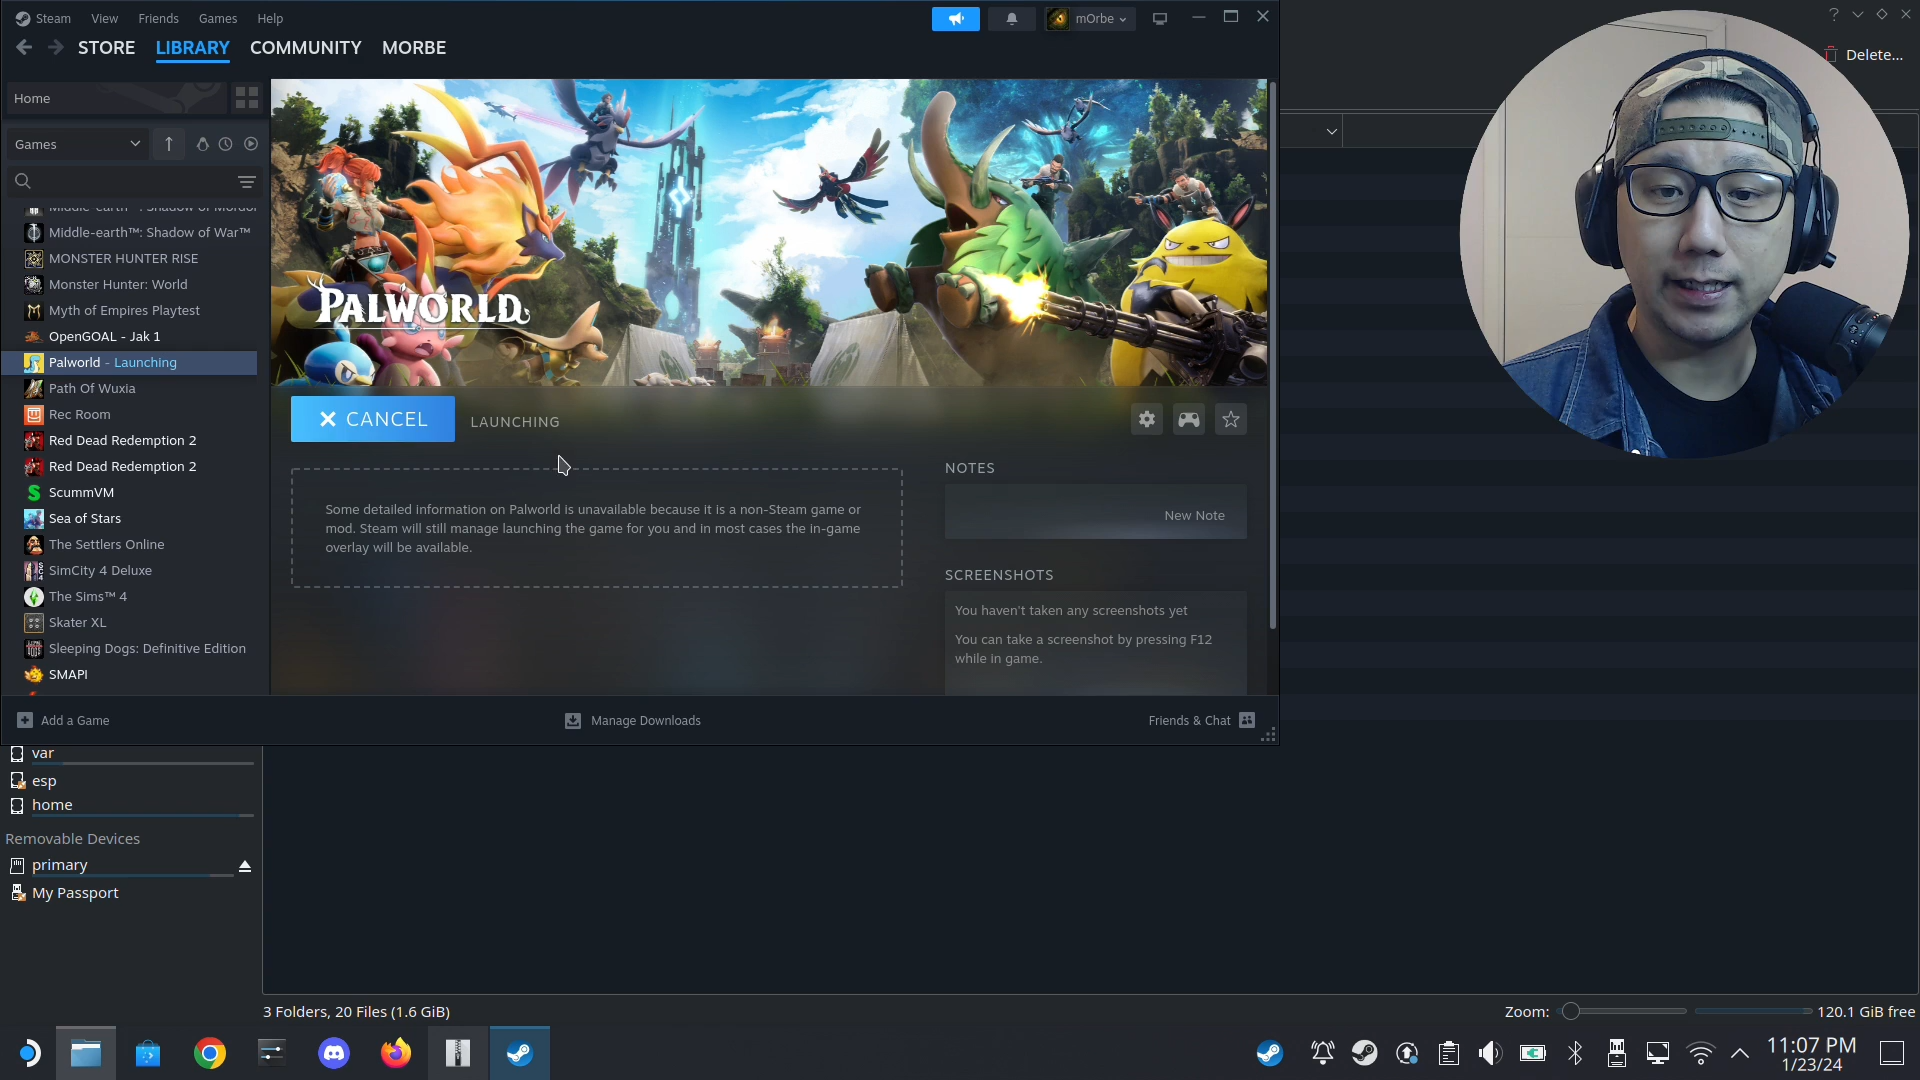 Steam View Friends Games Help
mOrbe
STORE LIBRARY COMMUNITY MORBE
Delete...
Home
Games
Middle-earth™: Shadow of Mordor
Middle-earth™: Shadow of War™
MONSTER HUNTER RISE
Monster Hunter: World
Myth of Empires Playtest
OpenGOAL - Jak 1
Palworld - Launching
Path Of Wuxia
Rec Room
Red Dead Redemption 2
Red Dead Redemption 2
ScummVM
Sea of Stars
The Settlers Online
SimCity 4 Deluxe
The Sims™ 4
Skater XL
Sleeping Dogs: Definitive Edition
SMAPI
PALWORLD
CANCEL LAUNCHING
Some detailed information on Palworld is unavailable because it is a non-Steam game or
mod. Steam will still manage launching the game for you and in most cases the in-game
overlay will be available.
NOTES
New Note
SCREENSHOTS
You haven't taken any screenshots yet
You can take a screenshot by pressing F12
while in game.
Add a Game
Manage Downloads
Friends & Chat
var
esp
home
Removable Devices
primary
My Passport
3 Folders, 20 Files (1.6 GiB)
Zoom:
120.1 GiB free
11:07 PM
1/23/24